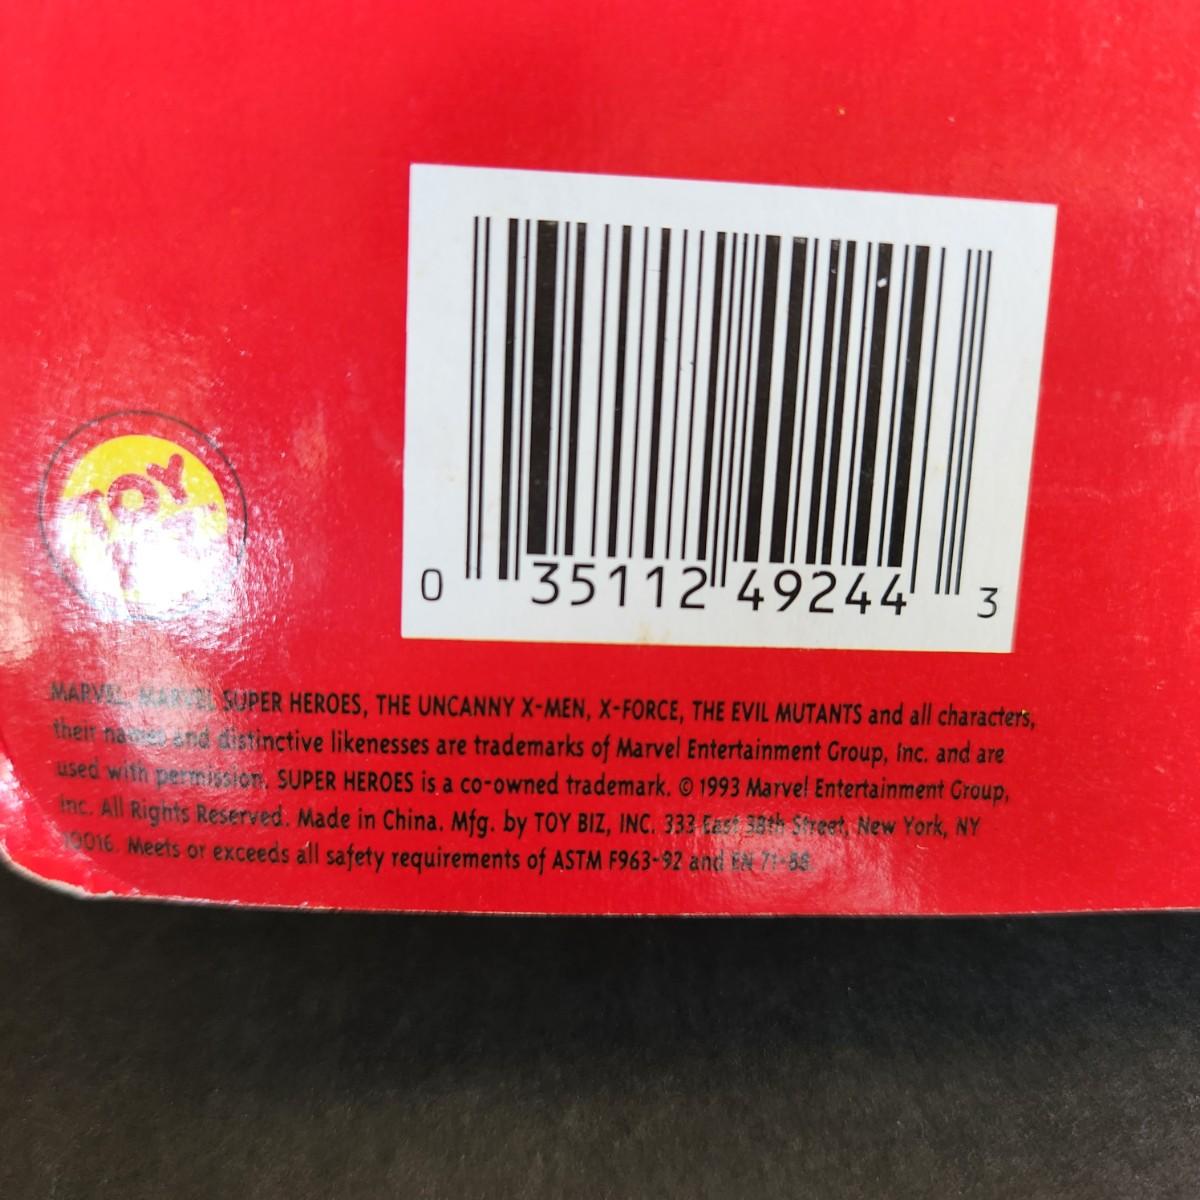 TOY
0 35112 49244 3
MARVEL, MARVEL SUPER HEROES, THE UNCANNY X-MEN, X-FORCE, THE EVIL MUTANTS and all characters,
their names and distinctive likenesses are trademarks of Marvel Entertainment Group, Inc. and are
used with permission. SUPER HEROES is a co-owned trademark. © 1993 Marvel Entertainment Group,
Inc. All Rights Reserved. Made in China. Mfg. by TOY BIZ, INC. 333 East 38th Street, New York, NY
10016. Meets or exceeds all safety requirements of ASTM F963-92 and EN 71-88.